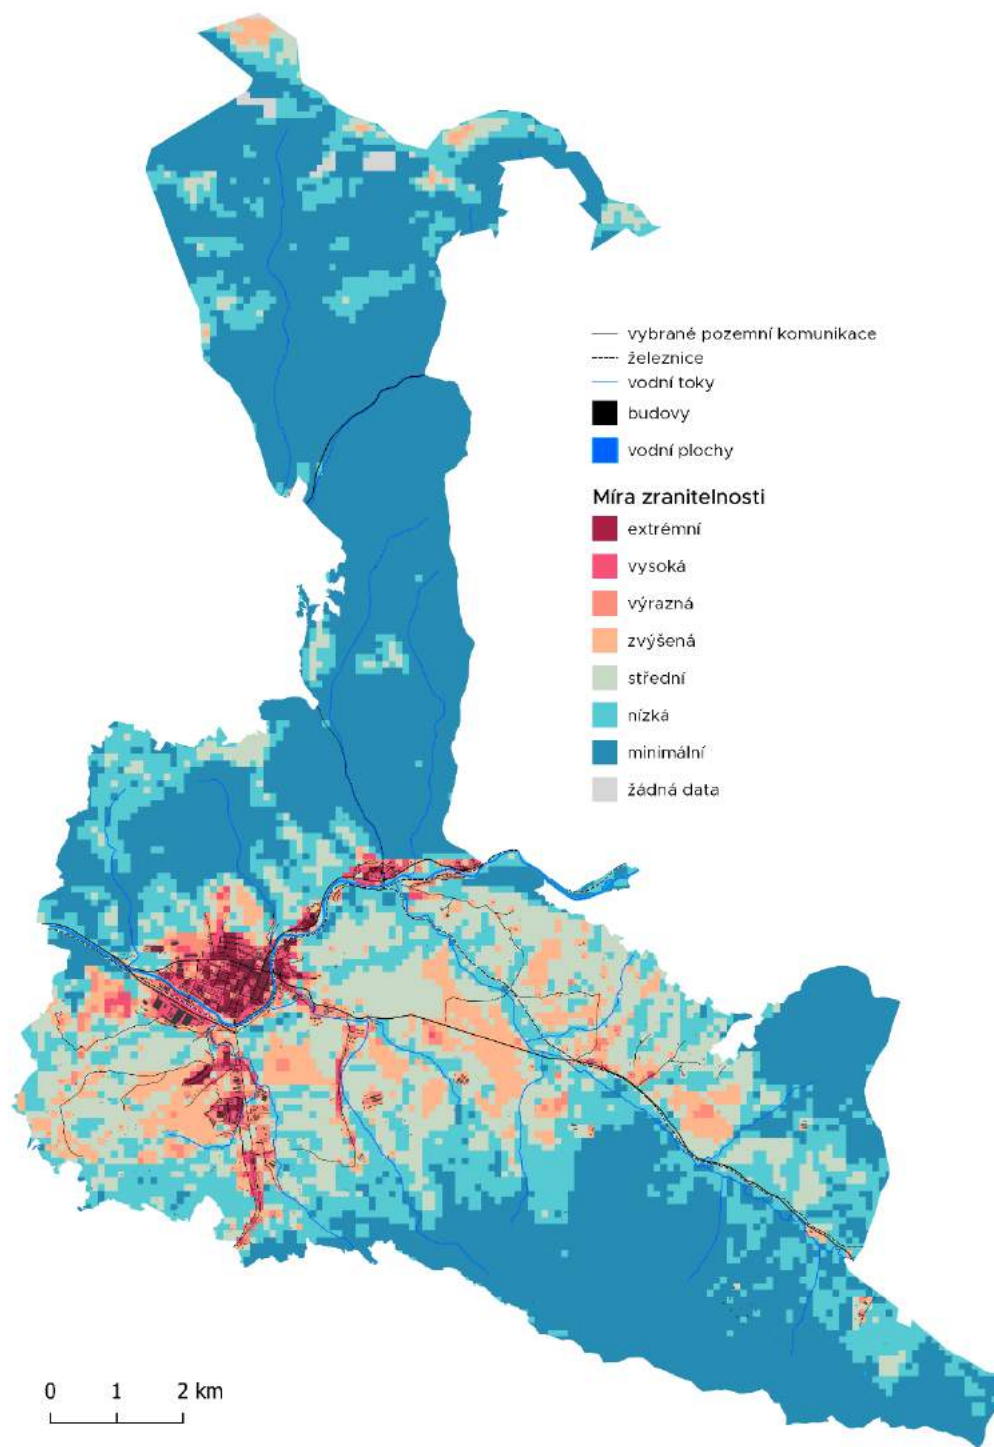 vybrané pozemní komunikace
železnice
vodní toky
budovy
vodní plochy
Míra zranitelnosti
extrémní
vysoká
výrazná
zvýšená
střední
nízká
minimální
žádná data
0 1 2 km